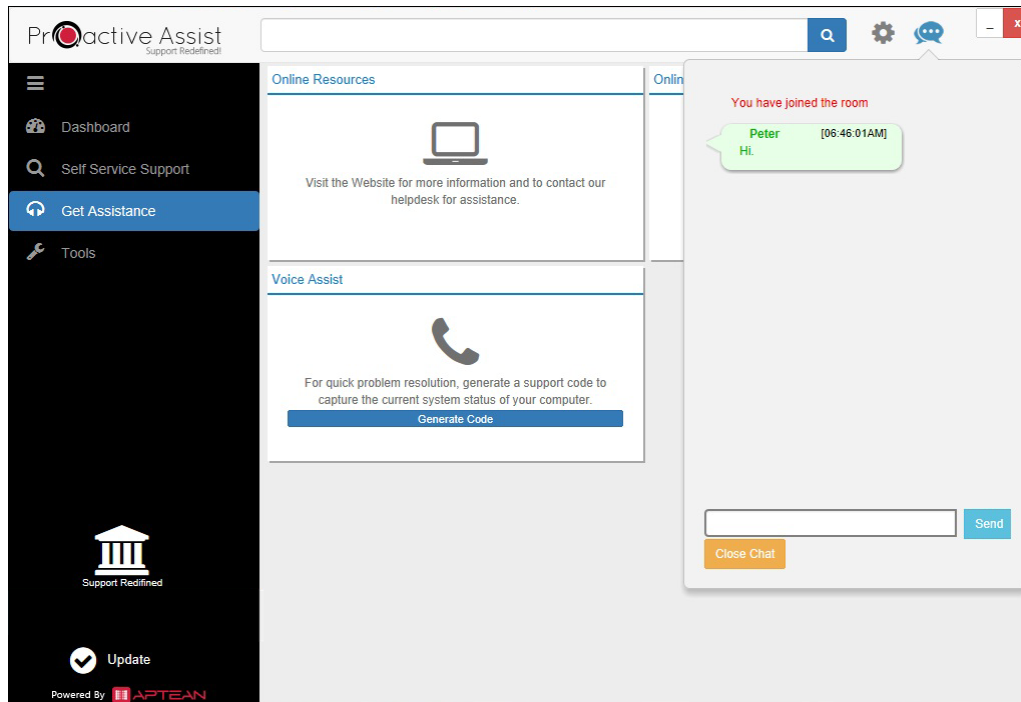 ProactIve Assist
Support Redefined!
_
x
Dashboard
Self Service Support
Get Assistance
Tools
Support Redifined
Update
Powered By APTEAN
Online Resources
Visit the Website for more information and to contact our
helpdesk for assistance.
Onlin
Voice Assist
For quick problem resolution, generate a support code to
capture the current system status of your computer.
Generate Code
You have joined the room
Peter [06:46:01AM]
Hi.
Send
Close Chat